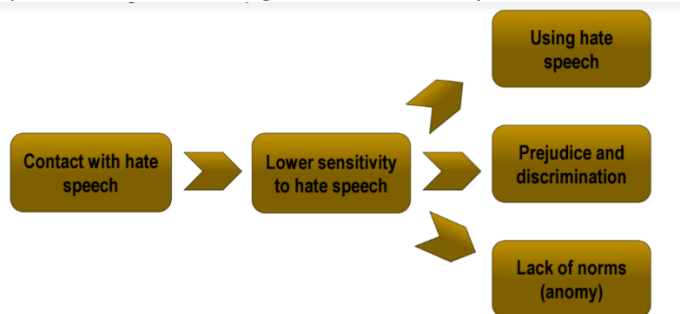 Contact with hate
speech
Lower sensitivity
to hate speech
Using hate
speech
Prejudice and
discrimination
Lack of norms
(anomy)